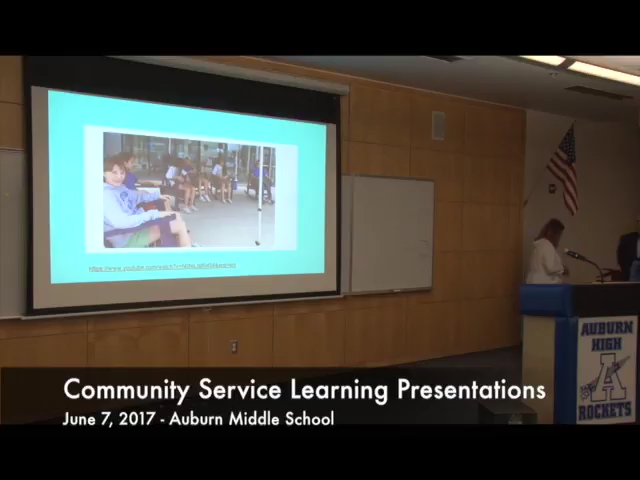 AUBURN
HIGH
A
ROCKETS
Community Service Learning Presentations
June 7, 2017 - Auburn Middle School